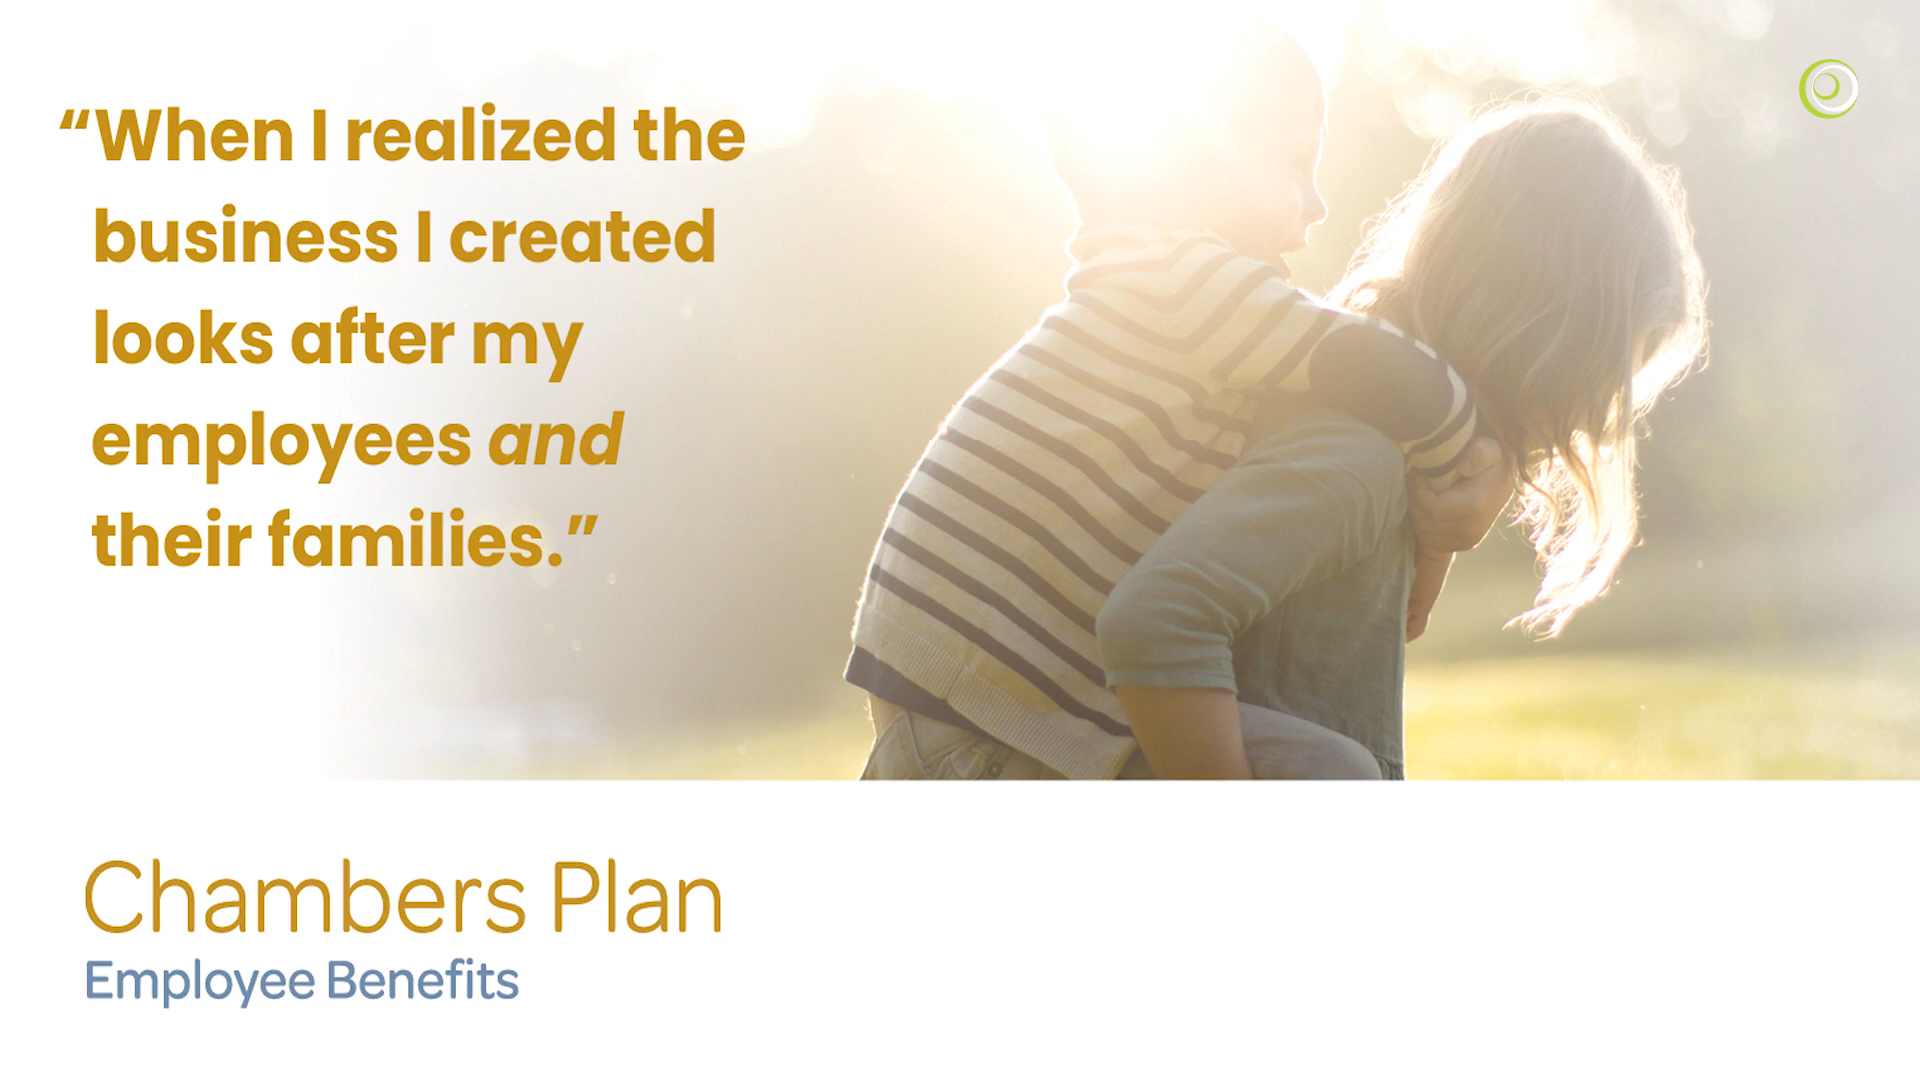 “When I realized the
business I created
looks after my
employees and
their families.”
Chambers Plan
Employee Benefits